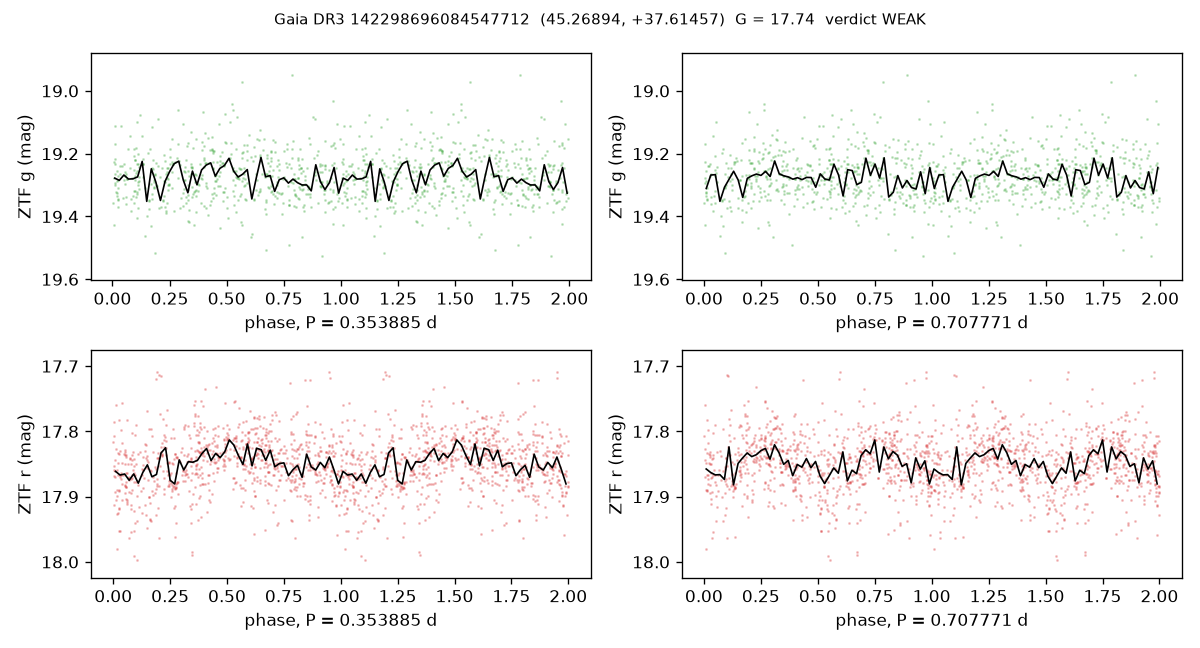 Gaia DR3 142298696084547712  (45.26894, +37.61457)  G = 17.74  verdict WEAK
ZTF g (mag)
19.0
19.2
19.4
19.6
0.00 0.25 0.50 0.75 1.00 1.25 1.50 1.75 2.00
phase, P = 0.353885 d
ZTF g (mag)
19.0
19.2
19.4
19.6
0.00 0.25 0.50 0.75 1.00 1.25 1.50 1.75 2.00
phase, P = 0.707771 d
ZTF r (mag)
17.7
17.8
17.9
18.0
0.00 0.25 0.50 0.75 1.00 1.25 1.50 1.75 2.00
phase, P = 0.353885 d
ZTF r (mag)
17.7
17.8
17.9
18.0
0.00 0.25 0.50 0.75 1.00 1.25 1.50 1.75 2.00
phase, P = 0.707771 d